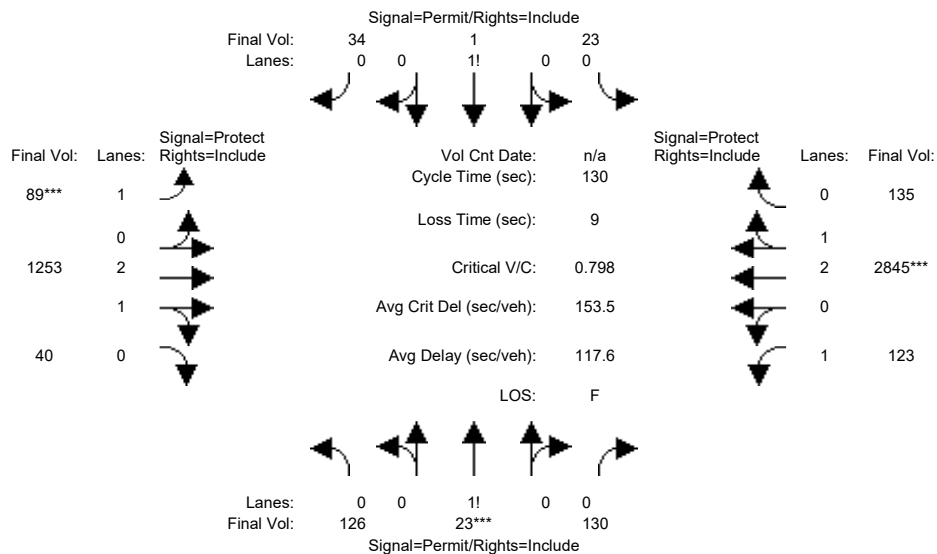 Signal=Permit/Rights=Include
Final Vol: 34 1 23
Lanes: 0 0 1! 0 0
Signal=Protect Signal=Protect
Final Vol: Lanes: Rights=Include Vol Cnt Date: n/a Rights=Include Lanes: Final Vol:
Cycle Time (sec): 130
89*** 1 0 135
Loss Time (sec): 9
0 1
1253 2 Critical V/C: 0.798 2 2845***
1 Avg Crit Del (sec/veh): 153.5 0
40 0 Avg Delay (sec/veh): 117.6 1 123
LOS: F
Lanes: 0 0 1! 0 0
Final Vol: 126 23*** 130
Signal=Permit/Rights=Include